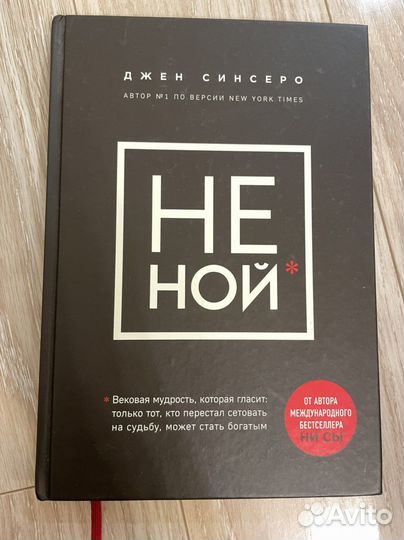 ДЖЕН СИНСЕРО
АВТОР №1 ПО ВЕРСИИ NEW YORK TIMES
НЕ
НОЙ*
* Вековая мудрость, которая гласит:
только тот, кто перестал сетовать
на судьбу, может стать богатым
ОТ АВТОРА
МЕЖДУНАРОДНОГО
БЕСТСЕЛЛЕРА
НИ СЫ
Avito